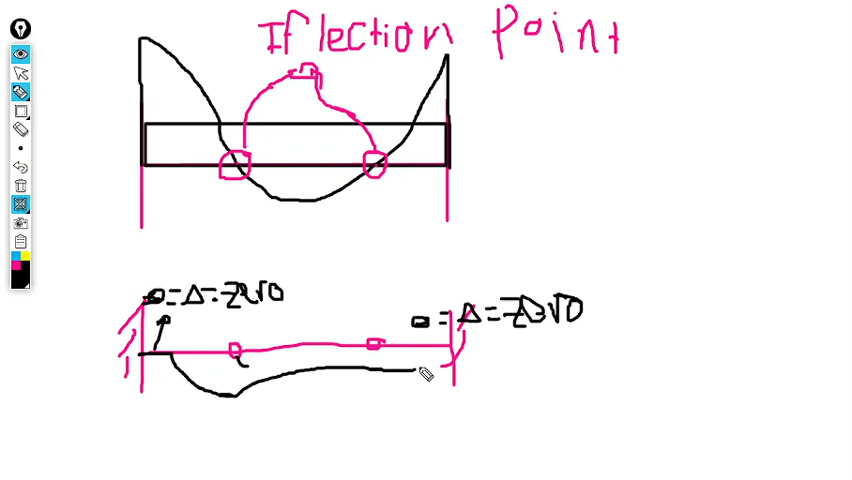 Iflection Point
θ = Δ = Zero
θ = Δ = Zero